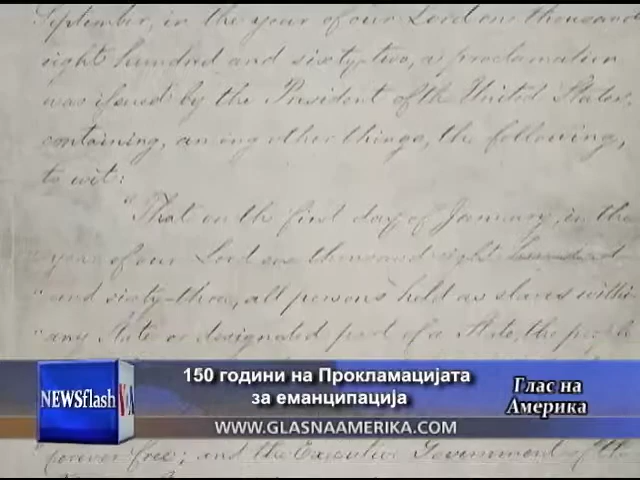 September, in the year of our Lord one thousand
eight hundred and sixty-two, a proclamation
was issued by the President of the United States,
containing, among other things, the following,
to wit:
"That on the first day of January, in the
year of our Lord one thousand eight hundred
"and sixty-three, all persons held as slaves within
"any State or designated part of a State, the people
NEWSflash VOA
150 години на Прокламацијата
за еманципација
Глас на
Америка
WWW.GLASNAAMERIKA.COM
"forever free; and the Executive Government of the